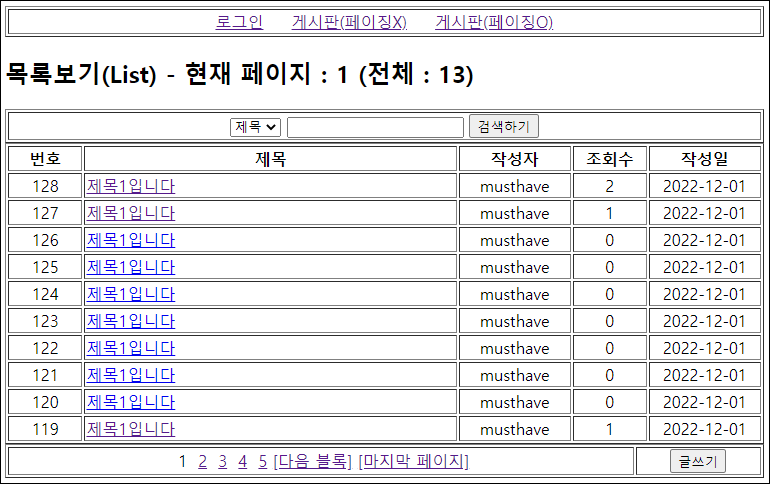 로그인 게시판(페이징X) 게시판(페이징O)
목록보기(List) - 현재 페이지 : 1 (전체 : 13)
제목 검색하기
번호 제목 작성자 조회수 작성일
128 제목1입니다 musthave 2 2022-12-01
127 제목1입니다 musthave 1 2022-12-01
126 제목1입니다 musthave 0 2022-12-01
125 제목1입니다 musthave 0 2022-12-01
124 제목1입니다 musthave 0 2022-12-01
123 제목1입니다 musthave 0 2022-12-01
122 제목1입니다 musthave 0 2022-12-01
121 제목1입니다 musthave 0 2022-12-01
120 제목1입니다 musthave 0 2022-12-01
119 제목1입니다 musthave 1 2022-12-01
1 2 3 4 5 [다음 블록] [마지막 페이지] 글쓰기